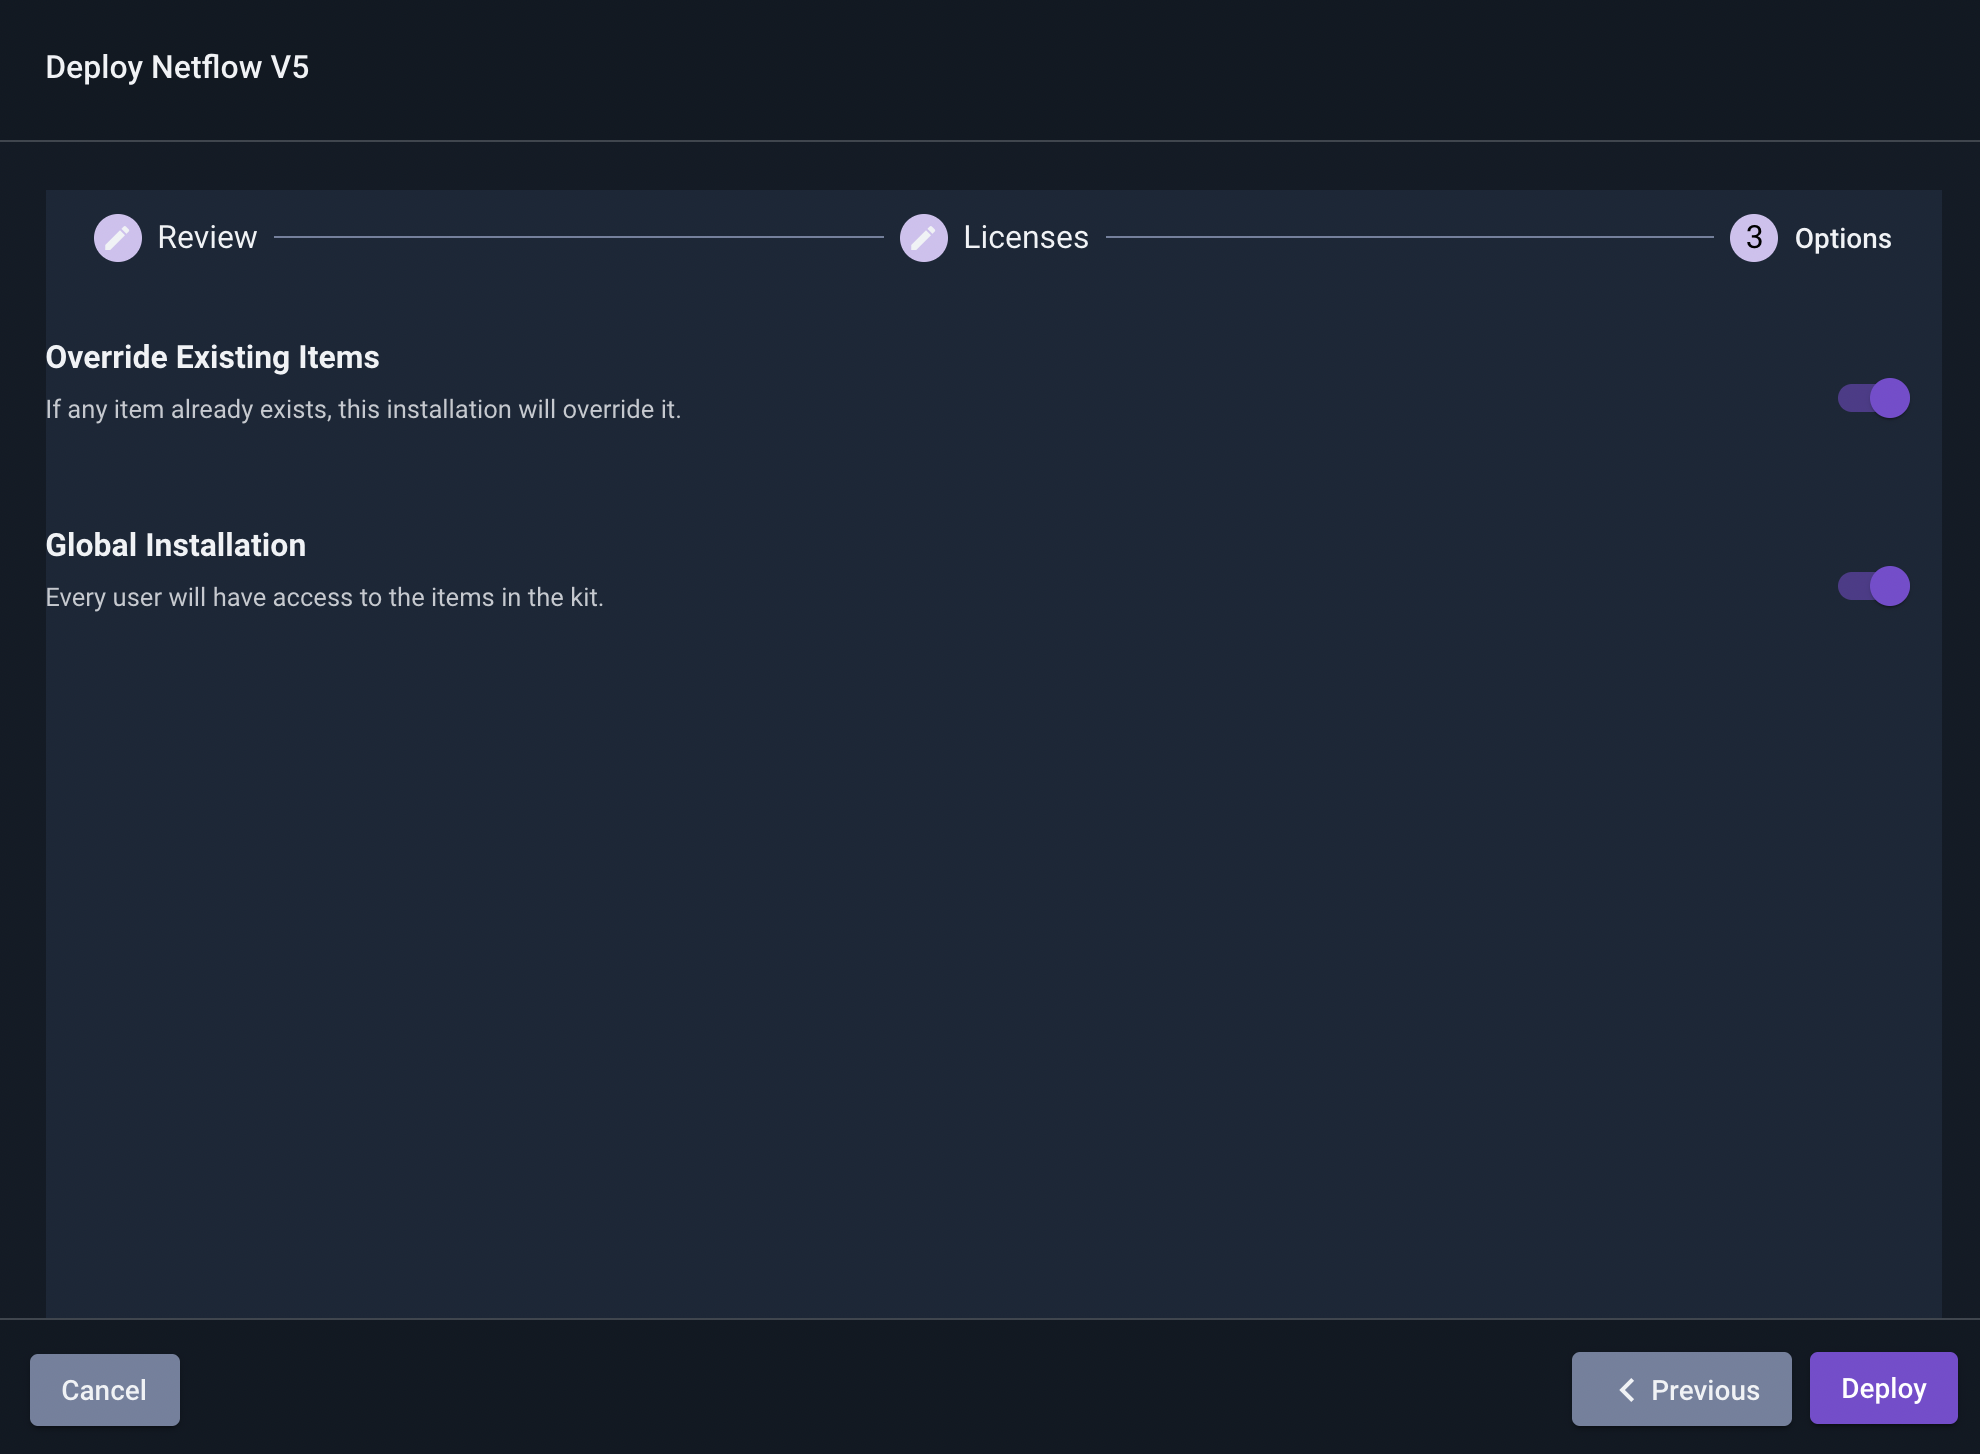 Deploy Netflow V5
Review
Licenses
3 Options
Override Existing Items
If any item already exists, this installation will override it.
Global Installation
Every user will have access to the items in the kit.
Cancel
Previous
Deploy